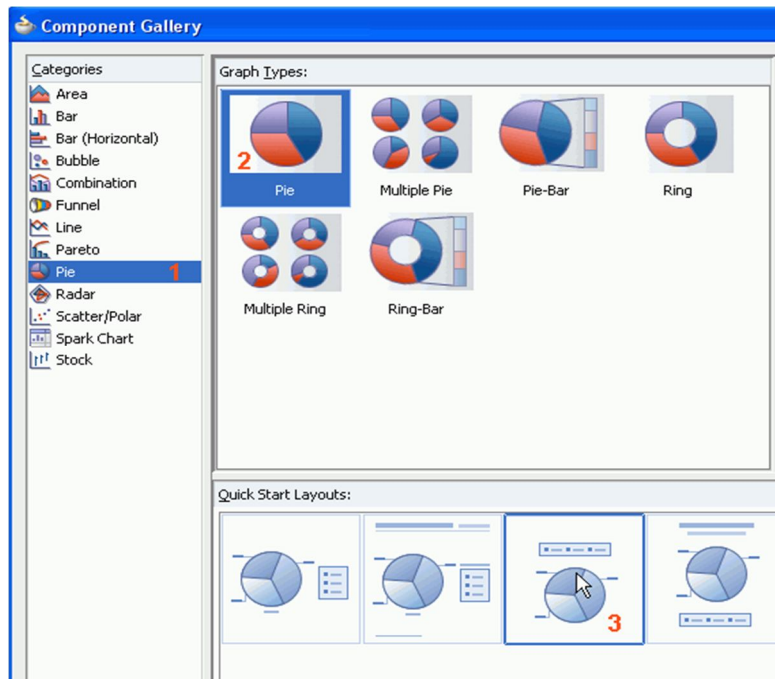 Component Gallery
Categories
Area
Bar
Bar (Horizontal)
Bubble
Combination
Funnel
Line
Pareto
Pie 1
Radar
Scatter/Polar
Spark Chart
Stock
Graph Types:
2
Pie Multiple Pie Pie-Bar Ring
Multiple Ring Ring-Bar
Quick Start Layouts:
3